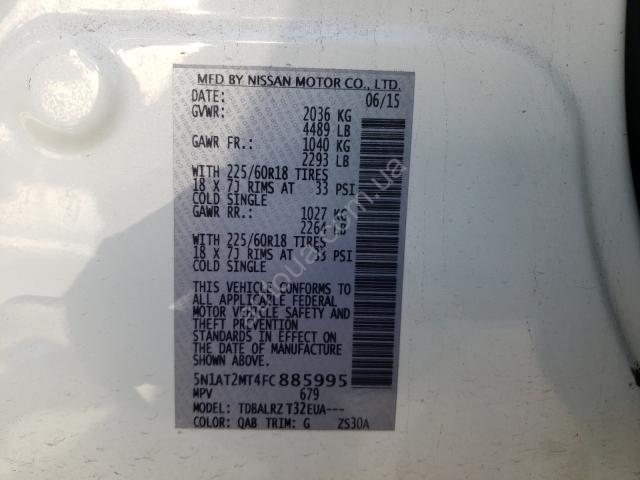 MFD BY NISSAN MOTOR CO., LTD.
DATE: 06/15
GVWR: 2036 KG
4489 LB
GAWR FR.: 1040 KG
2293 LB
WITH 225/60R18 TIRES
18 X 7J RIMS AT 33 PSI
COLD SINGLE
GAWR RR.: 1027 KG
2264 LB
WITH 225/60R18 TIRES
18 X 7J RIMS AT 33 PSI
COLD SINGLE
THIS VEHICLE CONFORMS TO
ALL APPLICABLE FEDERAL
MOTOR VEHICLE SAFETY AND
THEFT PREVENTION
STANDARDS IN EFFECT ON
THE DATE OF MANUFACTURE
SHOWN ABOVE.
5N1AT2MT4FC885995
MPV 679
MODEL: TDBALRZ T32EUA---
COLOR: QAB TRIM: G ZS30A